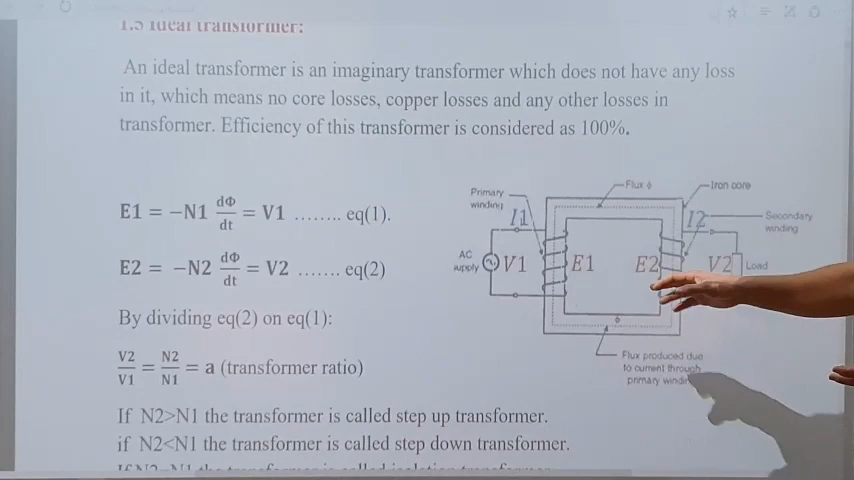 1.5 Ideal transformer:
An ideal transformer is an imaginary transformer which does not have any loss
in it, which means no core losses, copper losses and any other losses in
transformer. Efficiency of this transformer is considered as 100%.
E1 = −N1 dΦ/dt = V1 ........ eq(1).
E2 = −N2 dΦ/dt = V2 ....... eq(2)
By dividing eq(2) on eq(1):
V2/V1 = N2/N1 = a (transformer ratio)
If N2>N1 the transformer is called step up transformer.
if N2<N1 the transformer is called step down transformer.
Flux ϕ
Iron core
Primary
winding
I1
I2
Secondary
winding
AC
supply
V1
E1
E2
V2
Load
ϕ
Flux produced due
to current through
primary